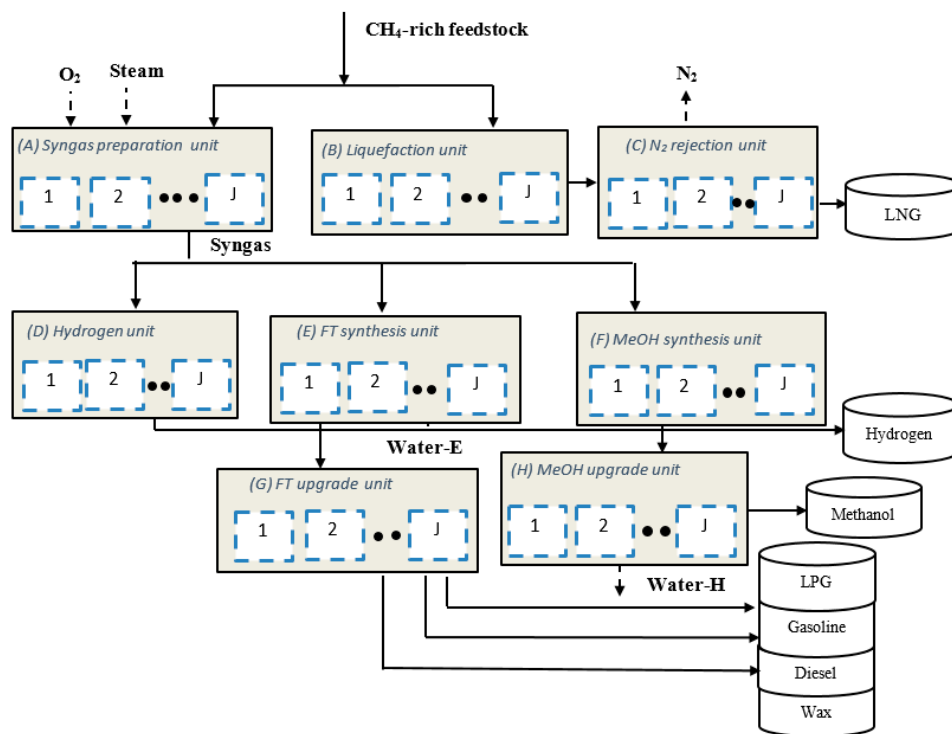 CH₄-rich feedstock
O₂
Steam
N₂
(A) Syngas preparation unit
1 2 J
(B) Liquefaction unit
1 2 J
(C) N₂ rejection unit
1 2 J
LNG
Syngas
(D) Hydrogen unit
1 2 J
(E) FT synthesis unit
1 2 J
(F) MeOH synthesis unit
1 2 J
Hydrogen
Water-E
(G) FT upgrade unit
1 2 J
(H) MeOH upgrade unit
1 2 J
Methanol
Water-H
LPG
Gasoline
Diesel
Wax